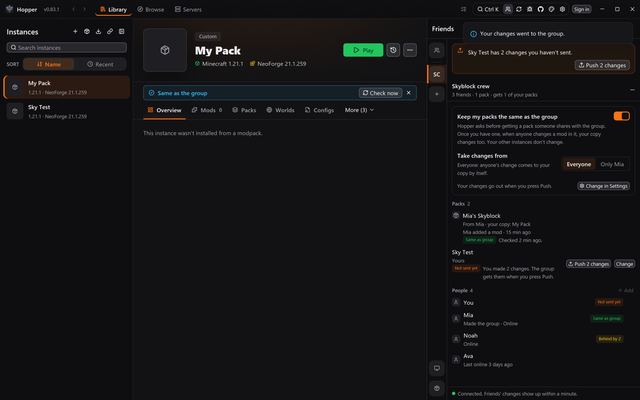 Hopper v0.83.1
Library
Browse
Servers
Ctrl K
Sign in
Instances
Search instances
SORT
Name
Recent
My Pack
1.21.1 · NeoForge 21.1.259
Sky Test
1.21.1 · NeoForge 21.1.259
Custom
My Pack
Minecraft 1.21.1
NeoForge 21.1.259
Play
Same as the group
Check now
Overview
Mods 0
Packs
Worlds
Configs
More (3)
This instance wasn't installed from a modpack.
Friends
Your changes went to the group.
SC
Sky Test has 2 changes you haven't sent.
Push 2 changes
Skyblock crew
3 friends · 1 pack · gets 1 of your packs
Keep my packs the same as the group
Hopper asks before getting a pack someone shares with the group.
Once you have one, when anyone changes a mod in it, your copy
changes too. Your other instances don't change.
Take changes from
Everyone: anyone's change comes to your
copy by itself.
Everyone
Only Mia
Your changes go out when you press Push.
Change in Settings
Packs 2
Mia's Skyblock
From Mia · your copy: My Pack
Mia added a mod · 15 min ago
Same as group
Checked 2 min ago.
Sky Test
Yours
Not sent yet
You made 2 changes. The group
gets them when you press Push.
Push 2 changes
Change
People 4
Add
You
Not sent yet
Mia
Made the group · Online
Same as group
Noah
Online
Behind by 2
Ava
Last online 3 days ago
Connected. Friends' changes show up within a minute.